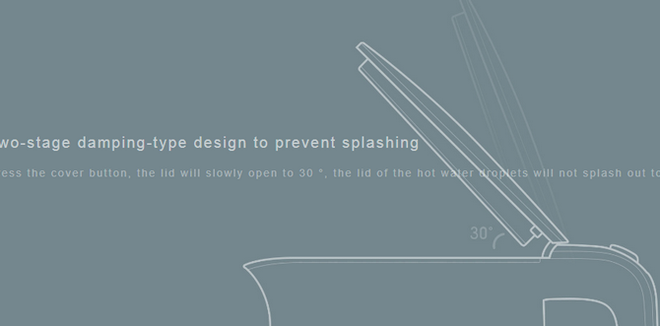 wo-stage damping-type design to prevent splashing
ess the cover button, the lid will slowly open to 30 °, the lid of the hot water droplets will not splash out to
30°